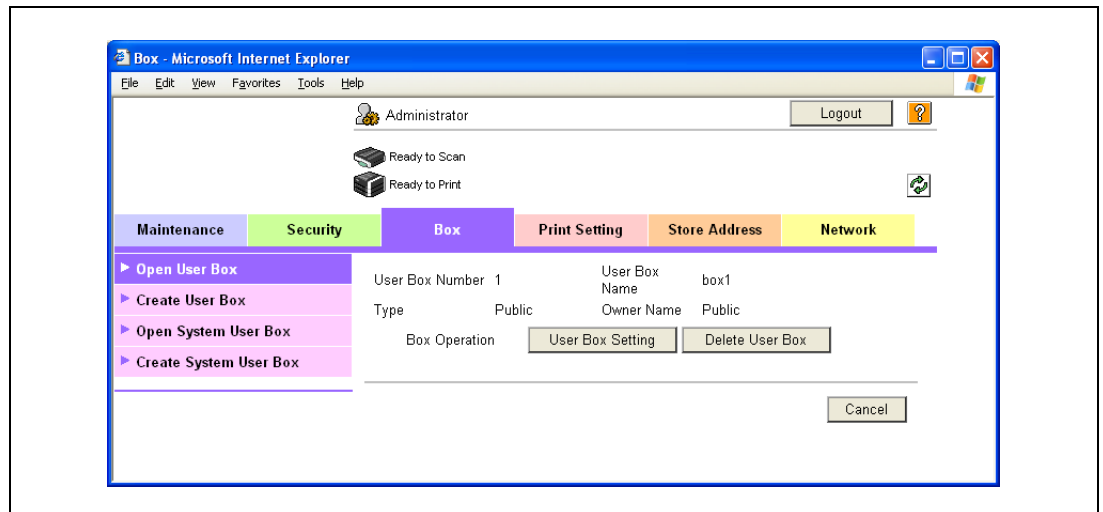 Box - Microsoft Internet Explorer
File Edit View Favorites Tools Help
Administrator Logout ?
Ready to Scan
Ready to Print
Maintenance Security Box Print Setting Store Address Network
Open User Box
Create User Box
Open System User Box
Create System User Box
User Box Number 1 User Box Name box1
Type Public Owner Name Public
Box Operation User Box Setting Delete User Box
Cancel